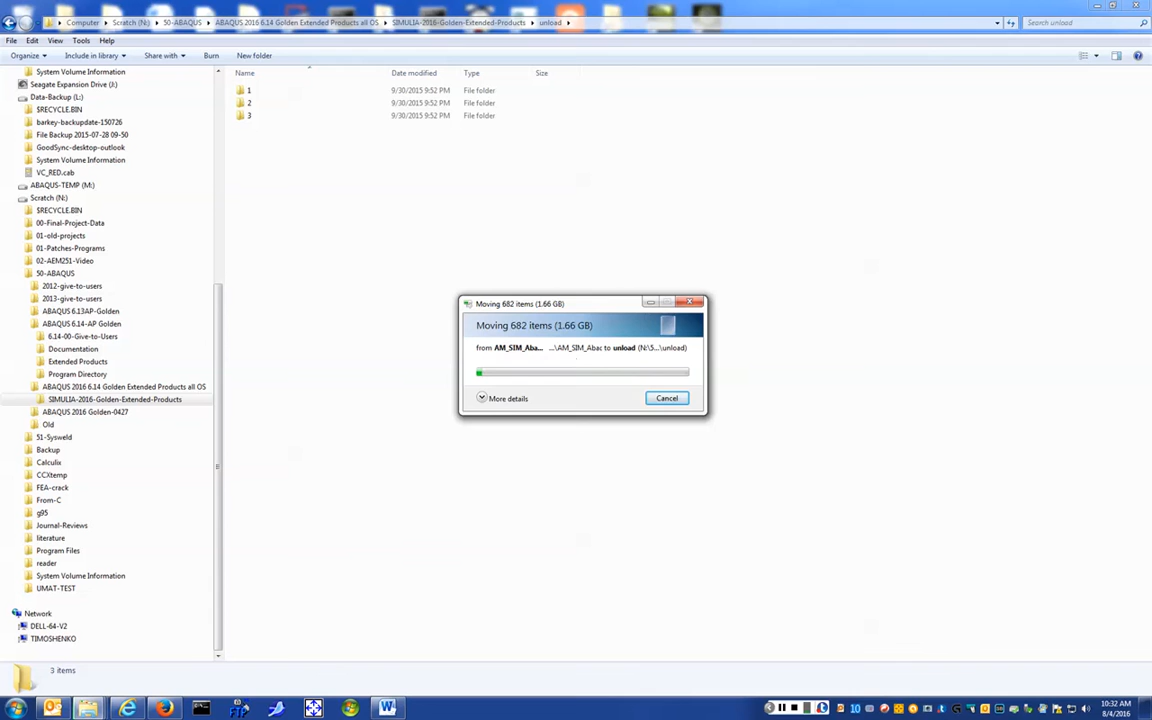 Computer ▸ Scratch (N:) ▸ 50-ABAQUS ▸ ABAQUS 2016 6.14 Golden Extended Products all OS ▸ SIMULIA-2016-Golden-Extended-Products ▸ unload ▸ Search unload
File Edit View Tools Help
Organize Include in library Share with Burn New folder
Name Date modified Type Size
1 9/30/2015 9:52 PM File folder
2 9/30/2015 9:52 PM File folder
3 9/30/2015 9:52 PM File folder
System Volume Information
Seagate Expansion Drive (J:)
Data-Backup (L:)
$RECYCLE.BIN
barkey-backupdate-150726
File Backup 2015-07-28 09-50
GoodSync-desktop-outlook
System Volume Information
VC_RED.cab
ABAQUS-TEMP (M:)
Scratch (N:)
$RECYCLE.BIN
00-Final-Project-Data
01-old-projects
01-Patches-Programs
02-AEM251-Video
50-ABAQUS
2012-give-to-users
2013-give-to-users
ABAQUS 6.13AP-Golden
ABAQUS 6.14-AP Golden
6.14-00-Give-to-Users
Documentation
Extended Products
Program Directory
ABAQUS 2016 6.14 Golden Extended Products all OS
SIMULIA-2016-Golden-Extended-Products
ABAQUS 2016 Golden-0427
Old
51-Sysweld
Backup
Calculix
CCXtemp
FEA-crack
From-C
g95
Journal-Reviews
literature
Program Files
reader
System Volume Information
UMAT-TEST
Network
DELL-64-V2
TIMOSHENKO
Moving 682 items (1.66 GB)
Moving 682 items (1.66 GB)
from AM_SIM_Aba... ...\AM_SIM_Abac to unload (N:\5...\unload)
More details Cancel
3 items
10:32 AM
8/4/2016